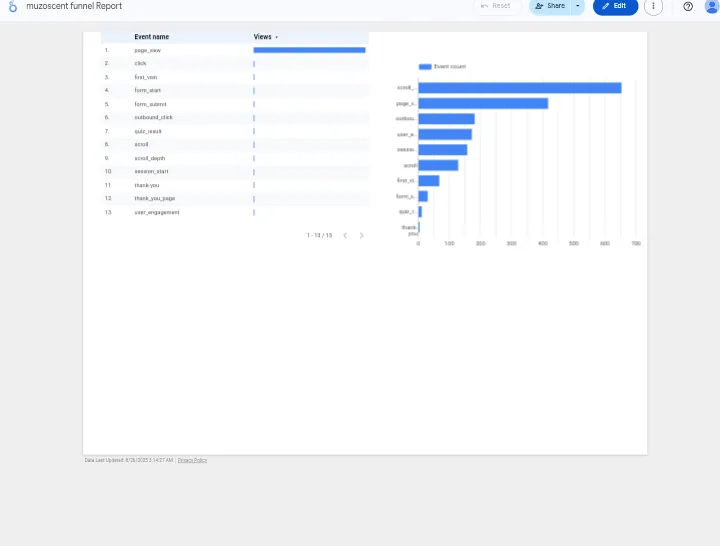 muzoscent funnel Report
Reset
Share
Edit
Event name Views
1. page_view
2. click
3. first_visit
4. form_start
5. form_submit
6. outbound_click
7. quiz_result
8. scroll
9. scroll_depth
10. session_start
11. thank-you
12. thank_you_page
13. user_engagement
1 - 13 / 13
Event count
scroll_...
page_v...
outbou...
user_e...
sessio...
scroll
first_vi...
form_s...
quiz_r...
thank-
you
0 100 200 300 400 500 600 700
Data Last Updated: 8/26/2025 3:14:27 AM | Privacy Policy